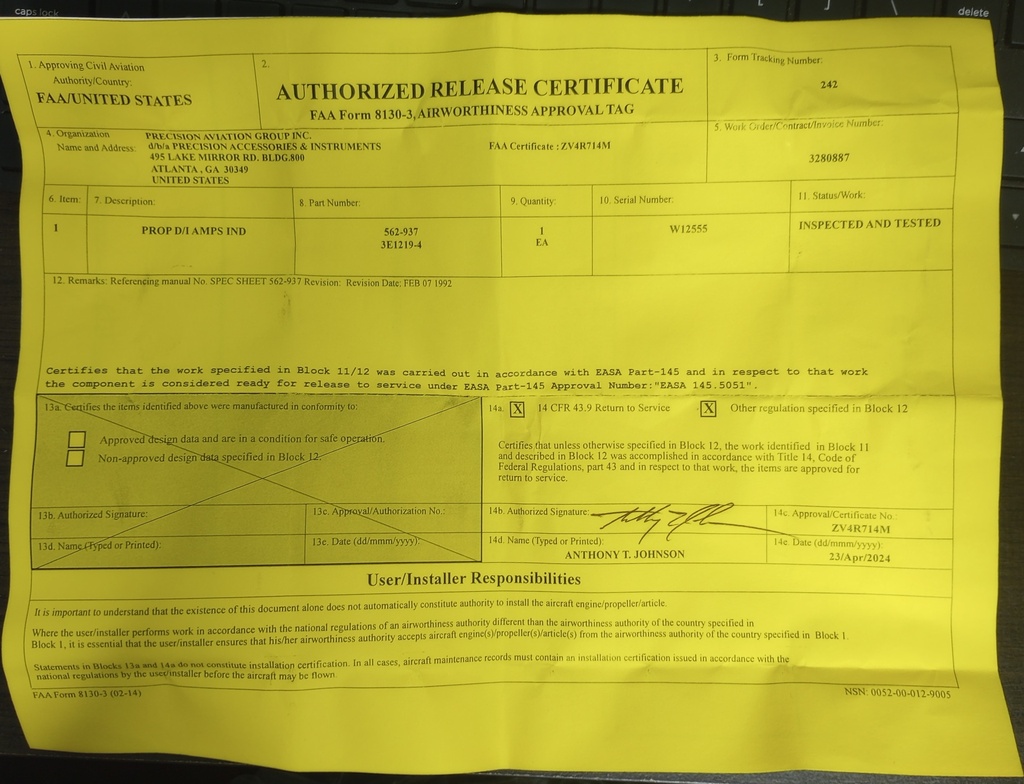 caps lock
delete
1. Approving Civil Aviation
Authority/Country:
FAA/UNITED STATES
2.
AUTHORIZED RELEASE CERTIFICATE
FAA Form 8130-3, AIRWORTHINESS APPROVAL TAG
3. Form Tracking Number:
242
4. Organization
Name and Address:
PRECISION AVIATION GROUP INC.
d/b/a PRECISION ACCESSORIES & INSTRUMENTS
495 LAKE MIRROR RD. BLDG.800
ATLANTA , GA 30349
UNITED STATES
FAA Certificate : ZV4R714M
5. Work Order/Contract/Invoice Number:
3280887
6. Item:
7. Description:
8. Part Number:
9. Quantity:
10. Serial Number:
11. Status/Work:
1
PROP D/I AMPS IND
562-937
3E1219-4
1
EA
W12555
INSPECTED AND TESTED
12. Remarks: Referencing manual No. SPEC SHEET 562-937 Revision: Revision Date: FEB 07 1992
Certifies that the work specified in Block 11/12 was carried out in accordance with EASA Part-145 and in respect to that work
the component is considered ready for release to service under EASA Part-145 Approval Number:"EASA 145.5051".
13a. Certifies the items identified above were manufactured in conformity to:
Approved design data and are in a condition for safe operation.
Non-approved design data specified in Block 12.
14a. X 14 CFR 43.9 Return to Service X Other regulation specified in Block 12
Certifies that unless otherwise specified in Block 12, the work identified in Block 11
and described in Block 12 was accomplished in accordance with Title 14, Code of
Federal Regulations, part 43 and in respect to that work, the items are approved for
return to service.
13b. Authorized Signature:
13c. Approval/Authorization No.:
14b. Authorized Signature:
14c. Approval/Certificate No.:
ZV4R714M
13d. Name (Typed or Printed):
13e. Date (dd/mmm/yyyy):
14d. Name (Typed or Printed):
ANTHONY T. JOHNSON
14e. Date (dd/mmm/yyyy):
23/Apr/2024
User/Installer Responsibilities
It is important to understand that the existence of this document alone does not automatically constitute authority to install the aircraft engine/propeller/article.
Where the user/installer performs work in accordance with the national regulations of an airworthiness authority different than the airworthiness authority of the country specified in
Block 1, it is essential that the user/installer ensures that his/her airworthiness authority accepts aircraft engine(s)/propeller(s)/article(s) from the airworthiness authority of the country specified in Block 1.
Statements in Blocks 13a and 14a do not constitute installation certification. In all cases, aircraft maintenance records must contain an installation certification issued in accordance with the
national regulations by the user/installer before the aircraft may be flown.
FAA Form 8130-3 (02-14)
NSN: 0052-00-012-9005